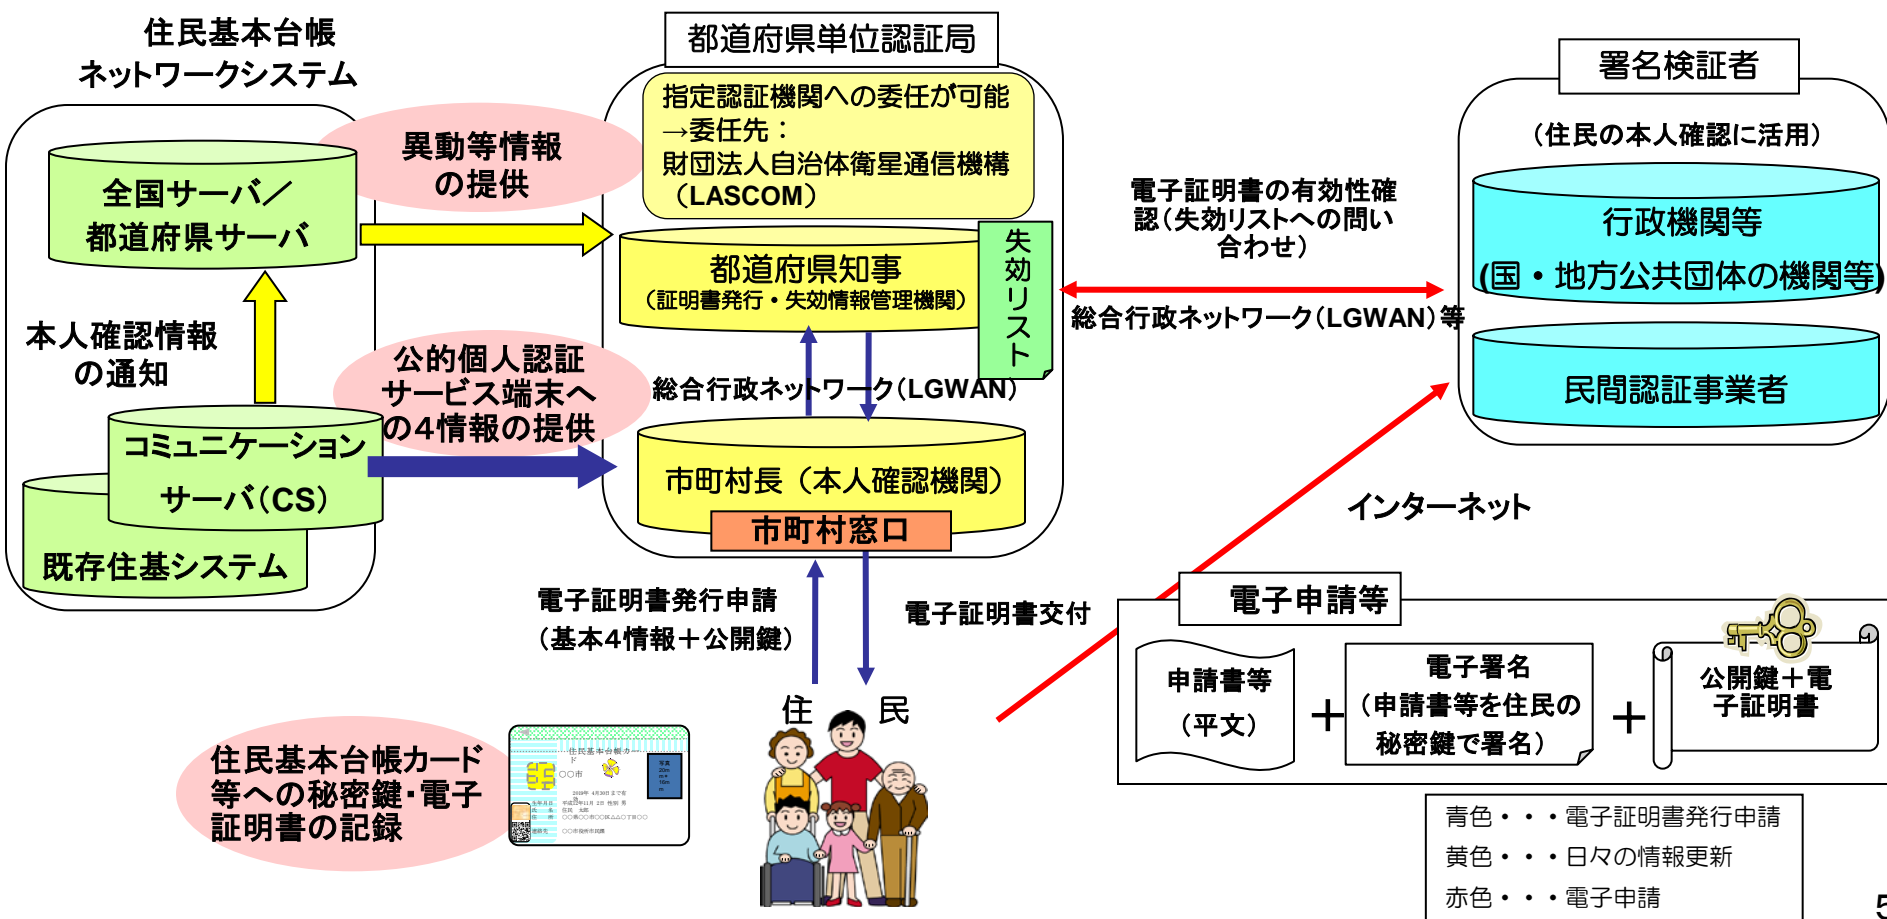 住民基本台帳
ネットワークシステム
異動等情報
の提供
全国サーバ／
都道府県サーバ
本人確認情報
の通知
公的個人認証
サービス端末へ
の4情報の提供
コミュニケーション
サーバ(CS)
既存住基システム
都道府県単位認証局
指定認証機関への委任が可能
→委任先：
財団法人自治体衛星通信機構
（LASCOM）
都道府県知事
（証明書発行・失効情報管理機関）
失効リスト
総合行政ネットワーク(LGWAN)
市町村長（本人確認機関）
市町村窓口
電子証明書の有効性確
認(失効リストへの問い
合わせ)
総合行政ネットワーク(LGWAN)等
署名検証者
(住民の本人確認に活用)
行政機関等
(国・地方公共団体の機関等)
民間認証事業者
インターネット
電子証明書発行申請
(基本4情報＋公開鍵)
電子証明書交付
住　民
住民基本台帳カード
等への秘密鍵・電子
証明書の記録
住民基本台帳カー
ド
○○市
写真
電子申請等
申請書等
(平文)
＋
電子署名
(申請書等を住民の
秘密鍵で署名)
＋
公開鍵＋電
子証明書
青色・・・電子証明書発行申請
黄色・・・日々の情報更新
赤色・・・電子申請
5